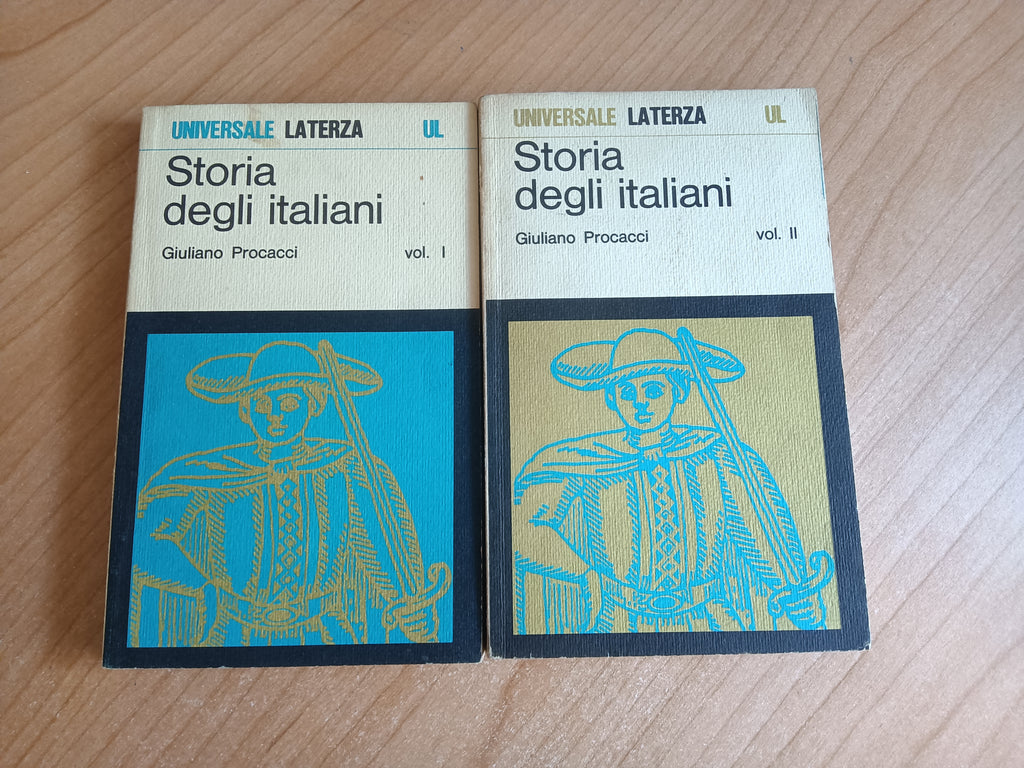 UNIVERSALE LATERZA UL
Storia
degli italiani
Giuliano Procacci vol. I
UNIVERSALE LATERZA UL
Storia
degli italiani
Giuliano Procacci vol. II